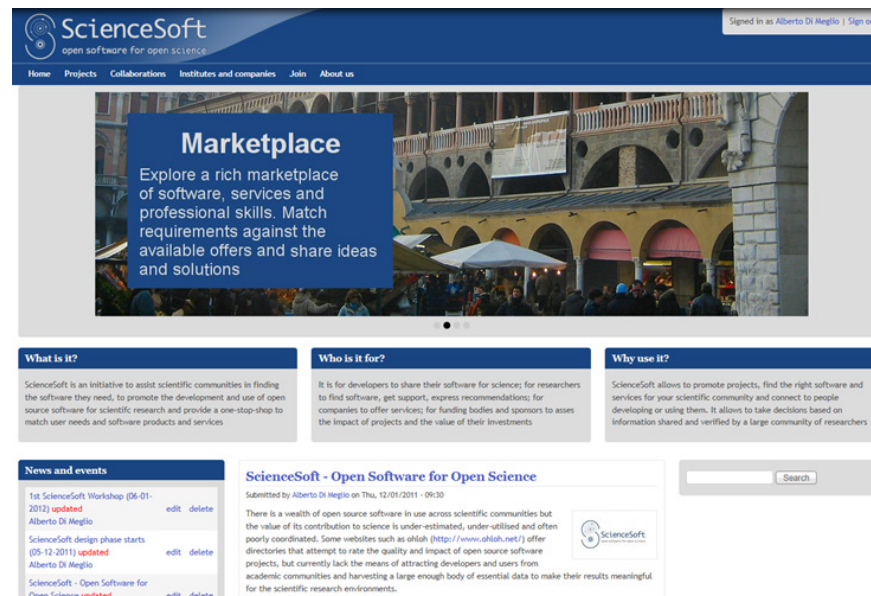 ScienceSoft
open software for open science
Signed in as Alberto Di Meglio | Sign o
Home Projects Collaborations Institutes and companies Join About us
Marketplace
Explore a rich marketplace
of software, services and
professional skills. Match
requirements against the
available offers and share ideas
and solutions
What is it?
ScienceSoft is an initiative to assist scientific communities in finding
the software they need, to promote the development and use of open
source software for scientifc research and provide a one-stop-shop to
match user needs and software products and services
Who is it for?
It is for developers to share their software for science; for researchers
to find software, get support, express recommendations; for
companies to offer services; for funding bodies and sponsors to asses
the impact of projects and the value of their investments
Why use it?
ScienceSoft allows to promote projects, find the right software and
services for your scientific community and connect to people
developing or using them. It allows to take decisions based on
information shared and verified by a large community of researchers
News and events
1st ScienceSoft Workshop (06-01-
2012) updated edit delete
Alberto Di Meglio
ScienceSoft design phase starts
(05-12-2011) updated edit delete
Alberto Di Meglio
ScienceSoft - Open Software for
Open Science updated edit delete
ScienceSoft - Open Software for Open Science
Submitted by Alberto Di Meglio on Thu, 12/01/2011 - 09:30
There is a wealth of open source software in use across scientific communities but
the value of its contribution to science is under-estimated, under-utilised and often
poorly coordinated. Some websites such as ohloh (http://www.ohloh.net/) offer
directories that attempt to rate the quality and impact of open source software
projects, but currently lack the means of attracting developers and users from
academic communities and harvesting a large enough body of essential data to make their results meaningful
for the scientific research environments.
ScienceSoft
Search